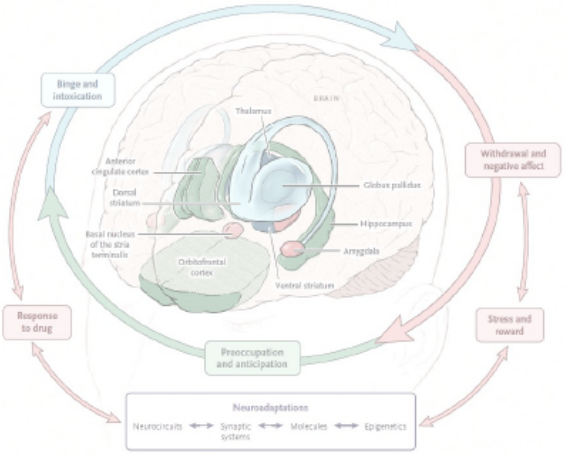 Binge and
intoxication
Thalamus
BRAIN
Anterior
cingulate cortex
Dorsal
striatum
Basal nucleus
of the stria
terminalis
Orbitofrontal
cortex
Globus pallidus
Hippocampus
Amygdala
Ventral striatum
Withdrawal and
negative affect
Response
to drug
Stress and
reward
Preoccupation
and anticipation
Neuroadaptations
Neurocircuits
Synaptic
systems
Molecules
Epigenetics